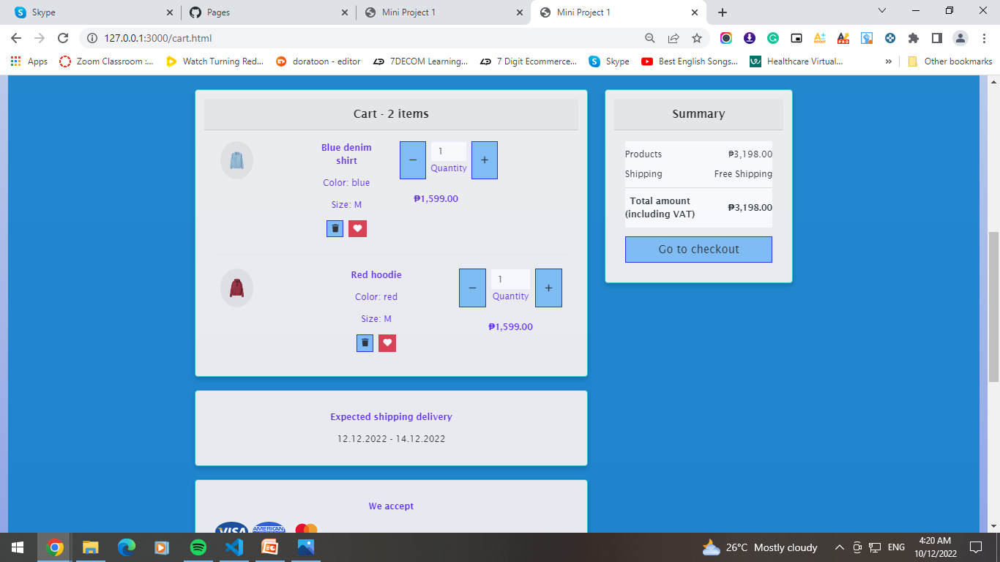 Skype
Pages
Mini Project 1
Mini Project 1
127.0.0.1:3000/cart.html
Apps
Zoom Classroom :...
Watch Turning Red...
doratoon - editor
7DECOM Learning...
7 Digit Ecommerce...
Skype
Best English Songs...
Healthcare Virtual...
»
Other bookmarks
Cart - 2 items
Blue denim
shirt
Color: blue
Size: M
− 1 +
Quantity
₱1,599.00
Red hoodie
Color: red
Size: M
− 1 +
Quantity
₱1,599.00
Summary
Products ₱3,198.00
Shipping Free Shipping
Total amount
(including VAT) ₱3,198.00
Go to checkout
Expected shipping delivery
12.12.2022 - 14.12.2022
We accept
VISA AMERICAN
26°C Mostly cloudy
ENG
4:20 AM
10/12/2022